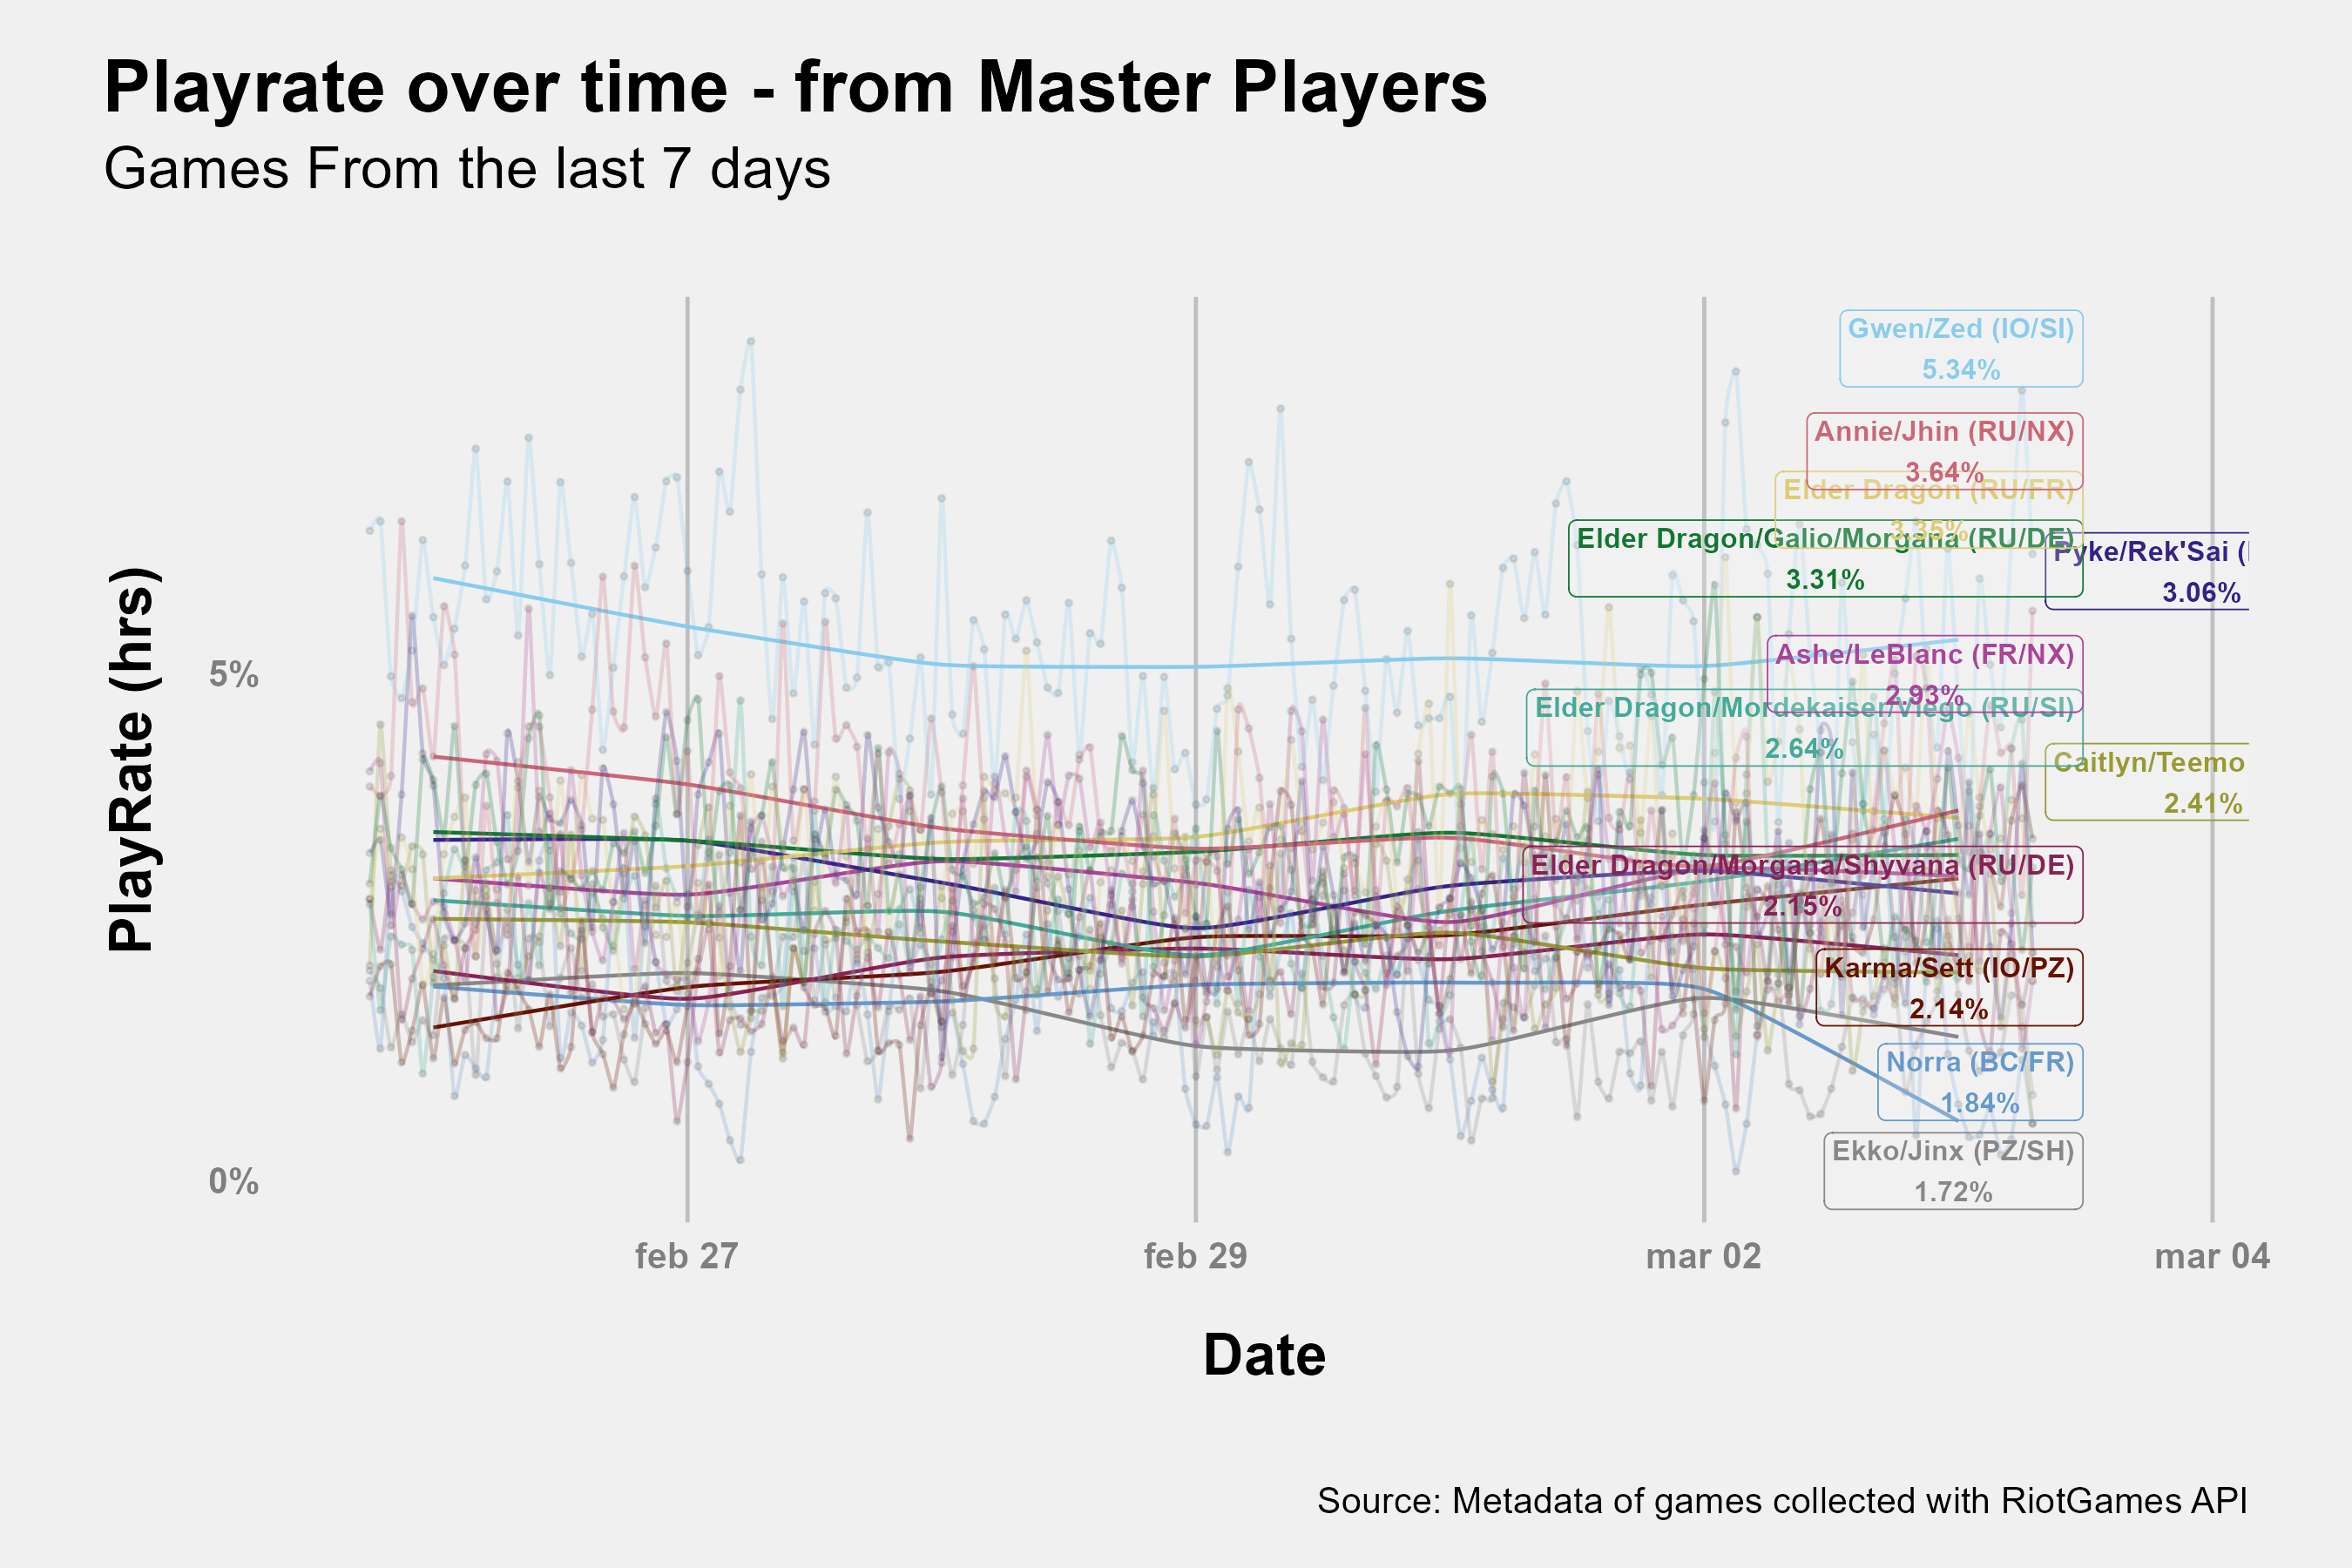 Playrate over time - from Master Players
Games From the last 7 days
PlayRate (hrs)
5%
0%
Gwen/Zed (IO/SI)
5.34%
Annie/Jhin (RU/NX)
3.64%
Elder Dragon (RU/FR)
3.35%
Elder Dragon/Galio/Morgana (RU/DE)
3.31%
Pyke/Rek'Sai (
3.06%
Ashe/LeBlanc (FR/NX)
2.93%
Elder Dragon/Mordekaiser/Viego (RU/SI)
2.64%
Caitlyn/Teemo
2.41%
Elder Dragon/Morgana/Shyvana (RU/DE)
2.15%
Karma/Sett (IO/PZ)
2.14%
Norra (BC/FR)
1.84%
Ekko/Jinx (PZ/SH)
1.72%
feb 27
feb 29
mar 02
mar 04
Date
Source: Metadata of games collected with RiotGames API